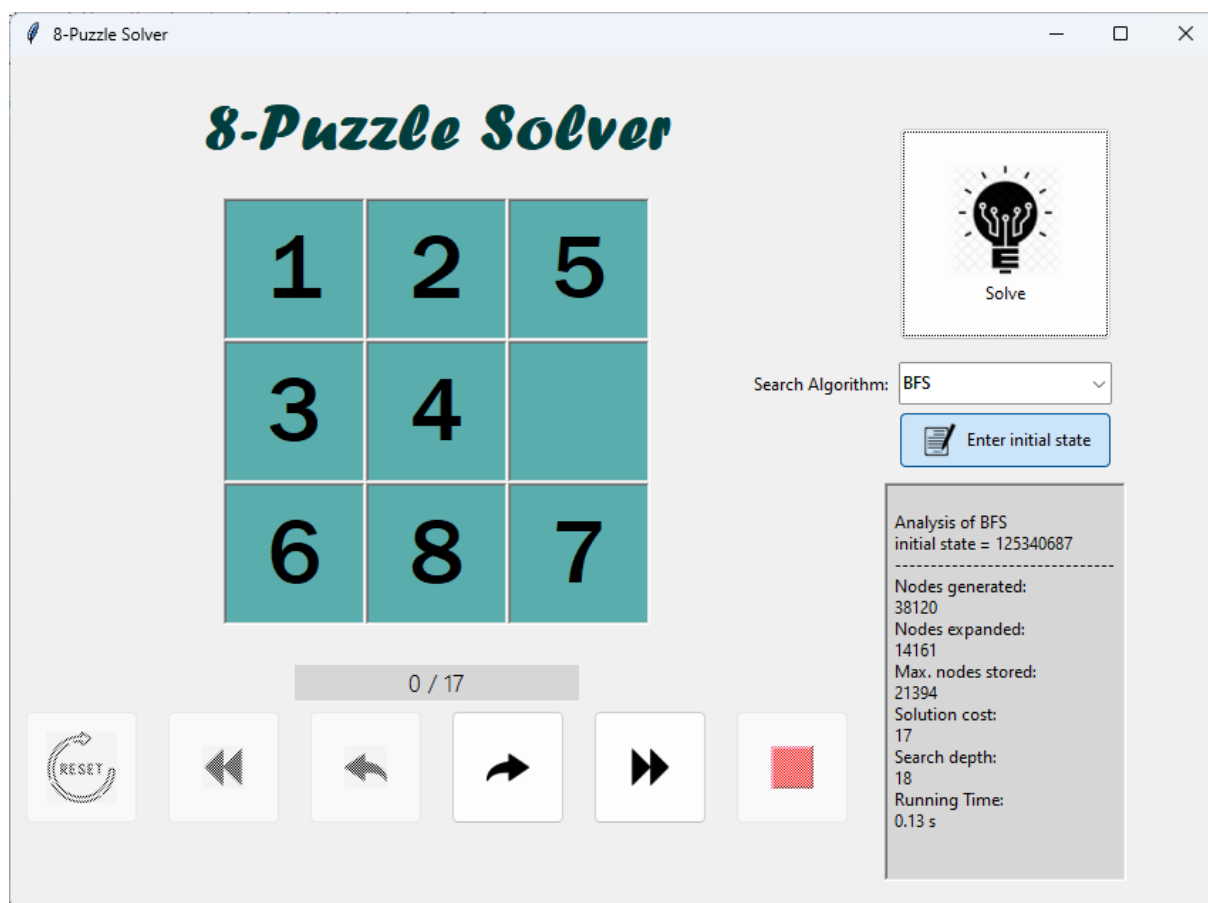 8-Puzzle Solver
8-Puzzle Solver
1 2 5
3 4
6 8 7
0 / 17
RESET
Solve
Search Algorithm: BFS
Enter initial state
Analysis of BFS
initial state = 125340687
--------------------------------
Nodes generated:
38120
Nodes expanded:
14161
Max. nodes stored:
21394
Solution cost:
17
Search depth:
18
Running Time:
0.13 s